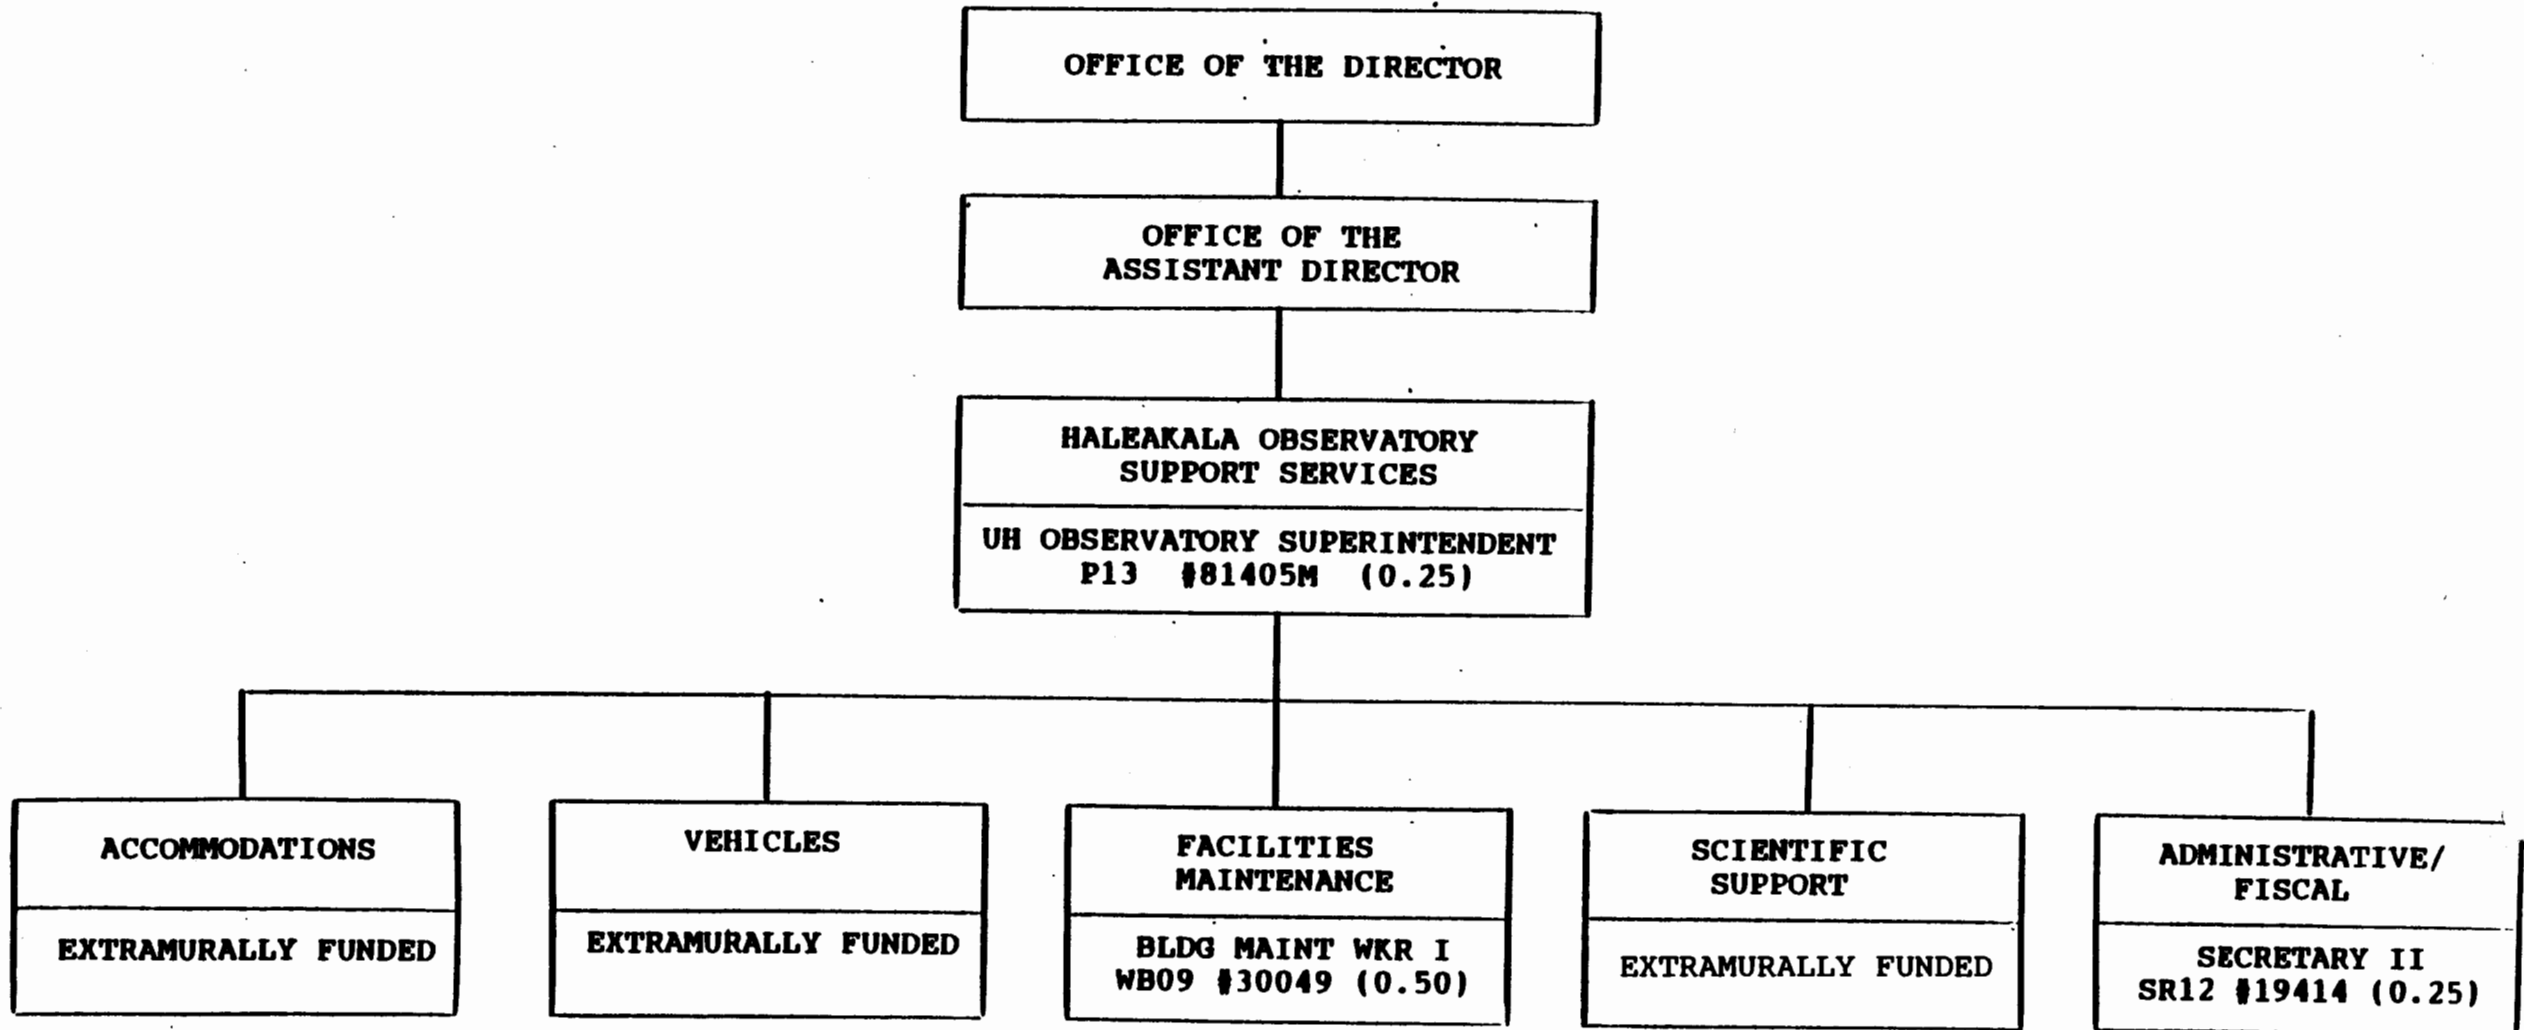 OFFICE OF THE DIRECTOR
OFFICE OF THE
ASSISTANT DIRECTOR
HALEAKALA OBSERVATORY
SUPPORT SERVICES
UH OBSERVATORY SUPERINTENDENT
P13 #81405M (0.25)
ACCOMMODATIONS
EXTRAMURALLY FUNDED
VEHICLES
EXTRAMURALLY FUNDED
FACILITIES
MAINTENANCE
BLDG MAINT WKR I
WB09 #30049 (0.50)
SCIENTIFIC
SUPPORT
EXTRAMURALLY FUNDED
ADMINISTRATIVE/
FISCAL
SECRETARY II
SR12 #19414 (0.25)